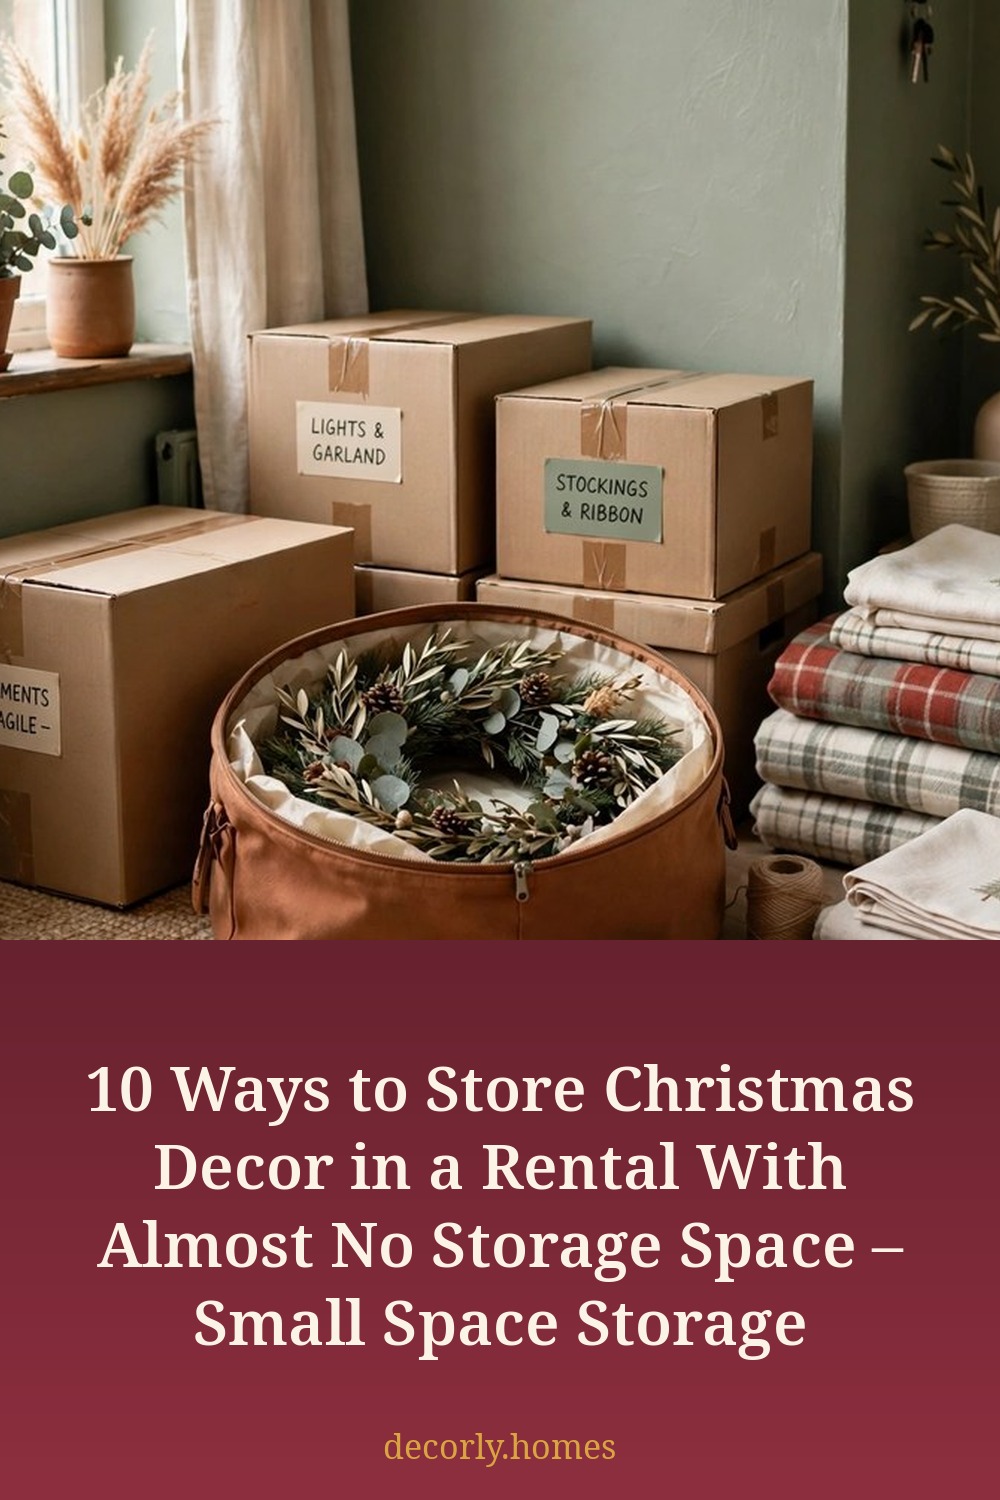 LIGHTS &
GARLAND
STOCKINGS
& RIBBON
MENTS
AGILE –
10 Ways to Store Christmas
Decor in a Rental With
Almost No Storage Space –
Small Space Storage
decorly.homes